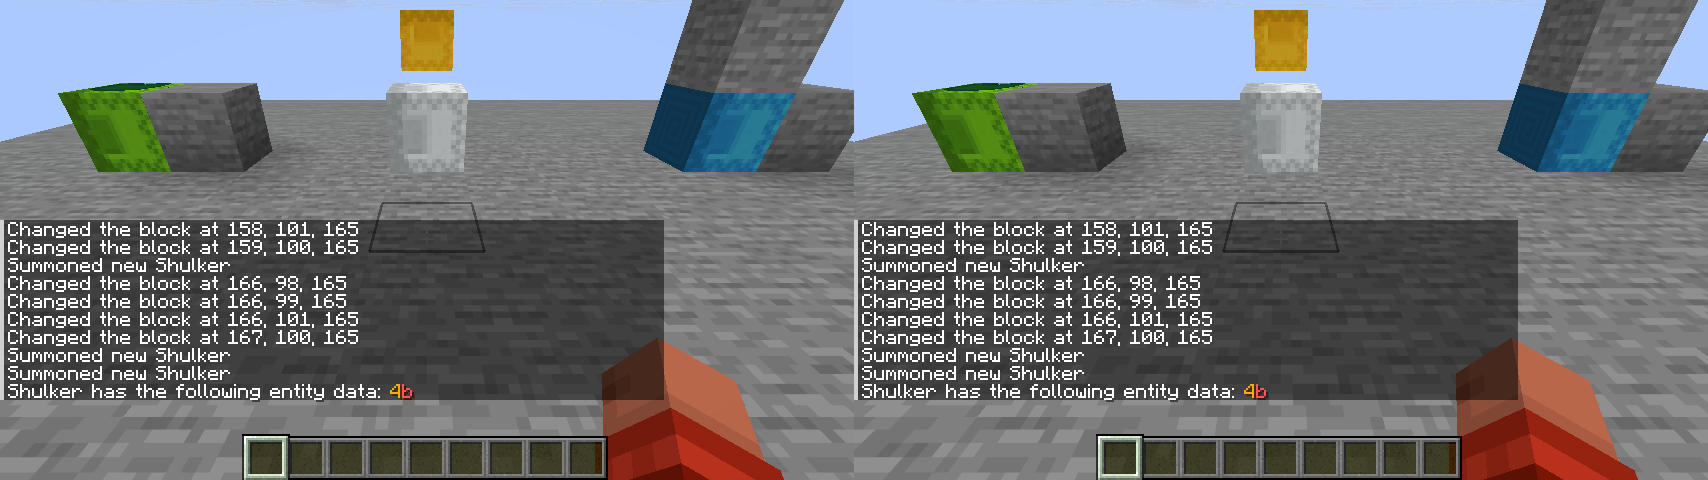 Changed the block at 158, 101, 165
Changed the block at 159, 100, 165
Summoned new Shulker
Changed the block at 166, 98, 165
Changed the block at 166, 99, 165
Changed the block at 166, 101, 165
Changed the block at 167, 100, 165
Summoned new Shulker
Summoned new Shulker
Shulker has the following entity data: 4b
Changed the block at 158, 101, 165
Changed the block at 159, 100, 165
Summoned new Shulker
Changed the block at 166, 98, 165
Changed the block at 166, 99, 165
Changed the block at 166, 101, 165
Changed the block at 167, 100, 165
Summoned new Shulker
Summoned new Shulker
Shulker has the following entity data: 4b